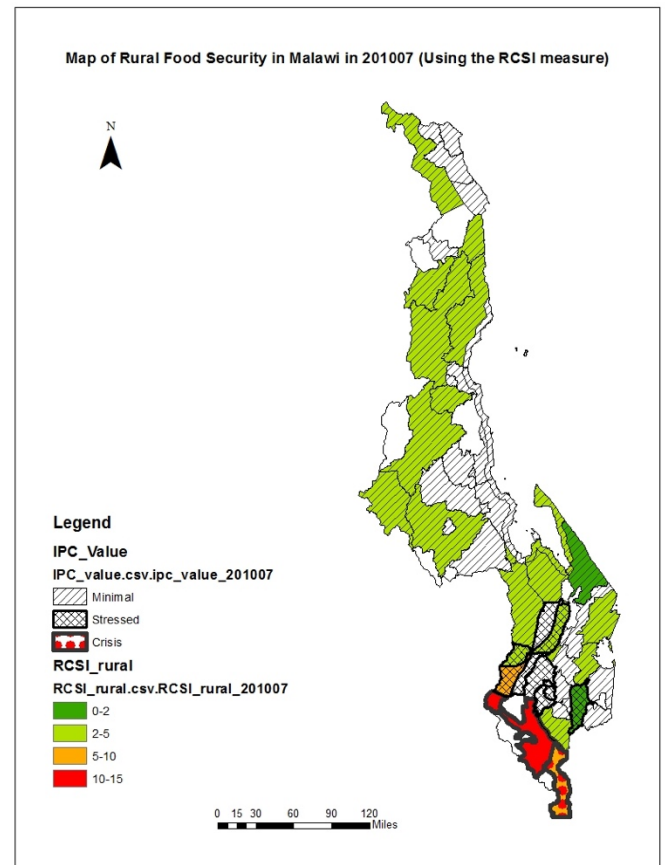 Map of Rural Food Security in Malawi in 201007 (Using the RCSI measure)
N
Legend
IPC_Value
IPC_value.csv.ipc_value_201007
Minimal
Stressed
Crisis
RCSI_rural
RCSI_rural.csv.RCSI_rural_201007
0-2
2-5
5-10
10-15
0 15 30 60 90 120
Miles